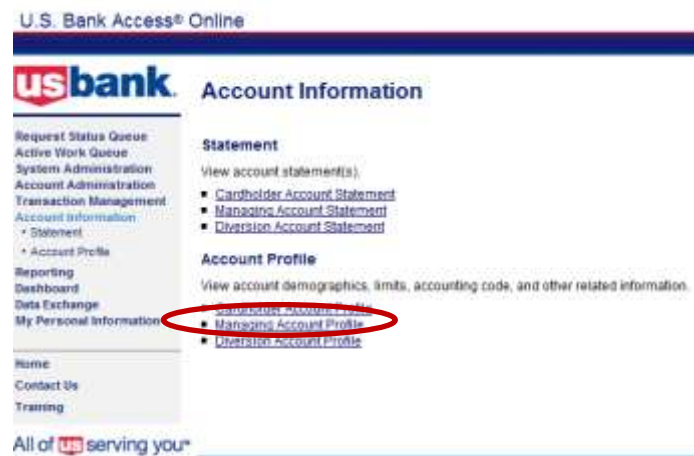 U.S. Bank Access® Online
usbank.
Account Information
Request Status Queue
Active Work Queue
System Administration
Account Administration
Transaction Management
Account Information
• Statement
• Account Profile
Reporting
Dashboard
Data Exchange
My Personal Information
Home
Contact Us
Training
Statement
View account statement(s).
▪ Cardholder Account Statement
▪ Managing Account Statement
▪ Diversion Account Statement
Account Profile
View account demographics, limits, accounting code, and other related information.
▪ Cardholder Account Profile
▪ Managing Account Profile
▪ Diversion Account Profile
All of us serving you™